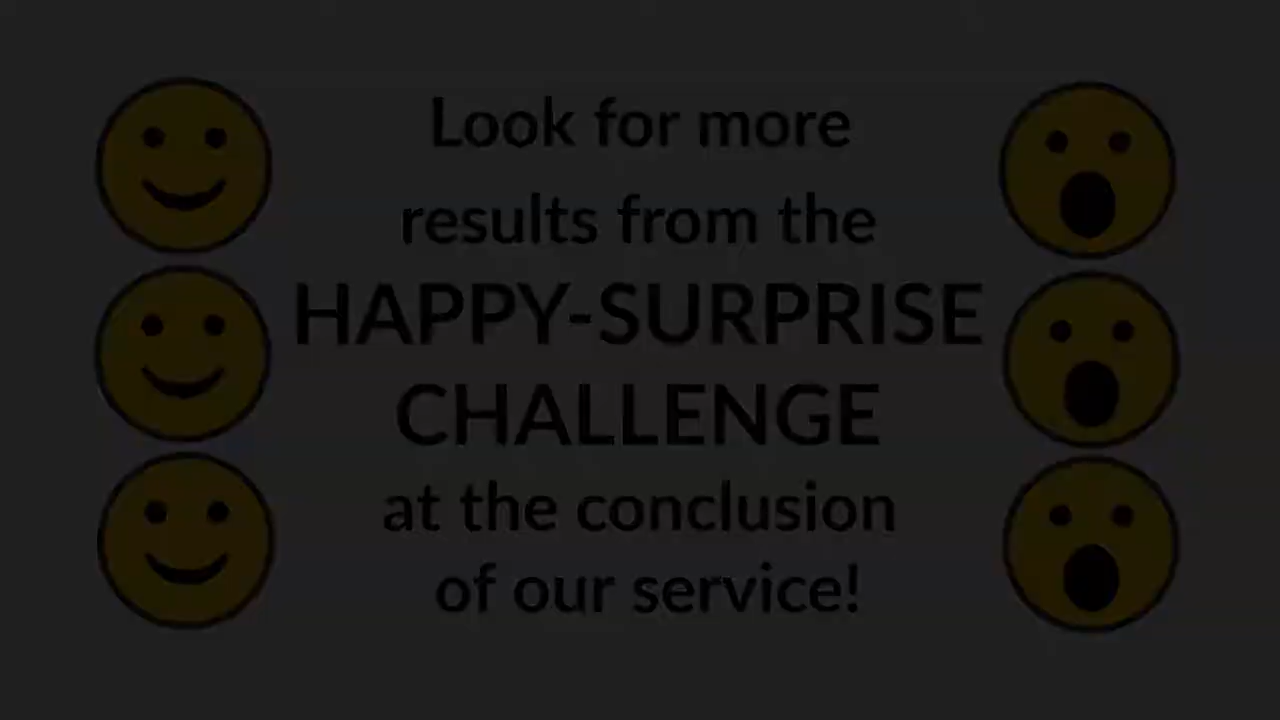 Look for more
results from the
HAPPY-SURPRISE
CHALLENGE
at the conclusion
of our service!